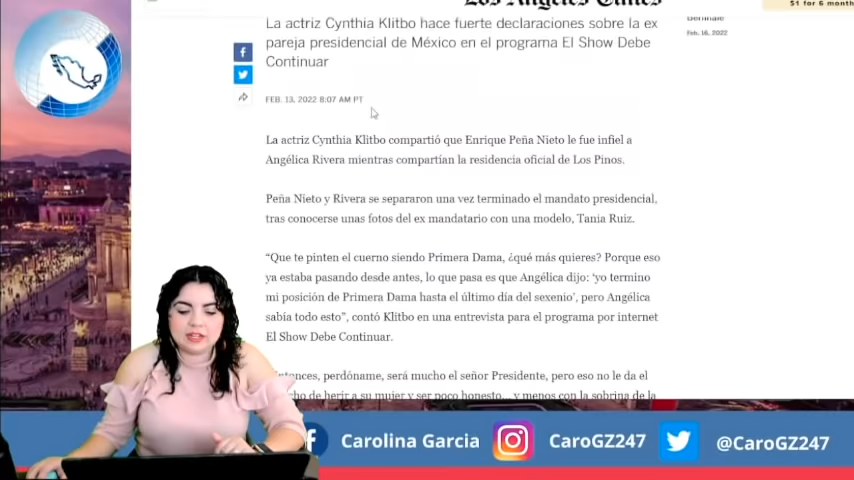 Los Angeles Times
$1 for 6 month
La actriz Cynthia Klitbo hace fuerte declaraciones sobre la ex
pareja presidencial de México en el programa El Show Debe
Continuar
Feb. 16, 2022
FEB. 13, 2022 8:07 AM PT
La actriz Cynthia Klitbo compartió que Enrique Peña Nieto le fue infiel a
Angélica Rivera mientras compartían la residencia oficial de Los Pinos.
Peña Nieto y Rivera se separaron una vez terminado el mandato presidencial,
tras conocerse unas fotos del ex mandatario con una modelo, Tania Ruiz.
“Que te pinten el cuerno siendo Primera Dama, ¿qué más quieres? Porque eso
ya estaba pasando desde antes, lo que pasa es que Angélica dijo: ‘yo termino
mi posición de Primera Dama hasta el último día del sexenio’, pero Angélica
sabía todo esto”, contó Klitbo en una entrevista para el programa por internet
El Show Debe Continuar.
perdóname, será mucho el señor Presidente, pero eso no le da el
de herir a su mujer y ser poco honesto... y menos con la sobrina de la
Carolina Garcia
CaroGZ247
@CaroGZ247